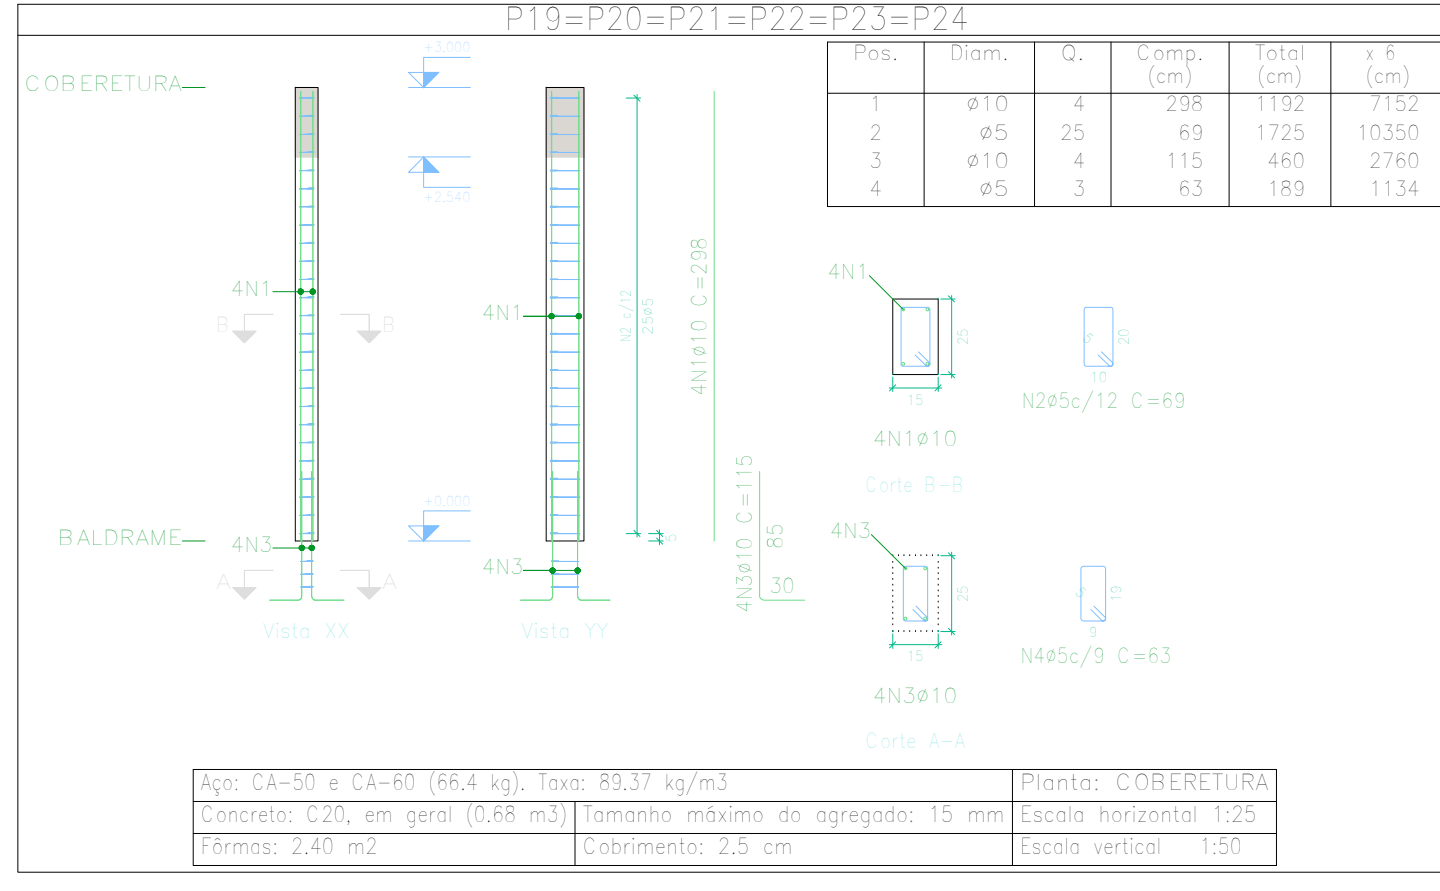 P19=P20=P21=P22=P23=P24
Pos. Diam. Q. Comp. (cm) Total (cm) x 6 (cm)
1 ø10 4 298 1192 7152
2 ø5 25 69 1725 10350
3 ø10 4 115 460 2760
4 ø5 3 63 189 1134
COBERETURA
+3,000
+2,540
4N1
B B
BALDRAME
+0,000
4N3
A A
Vista XX
4N1
4N3
Vista YY
N2 c/12
25ø5
5
4N1ø10 C=298
4N3ø10 C=115
85
30
4N1
25
15
4N1ø10
Corte B-B
5
20
10
N2ø5c/12 C=69
4N3
25
15
4N3ø10
Corte A-A
5
19
9
N4ø5c/9 C=63
Aço: CA-50 e CA-60 (66.4 kg). Taxa: 89.37 kg/m3
Planta: COBERETURA
Concreto: C20, em geral (0.68 m3)
Tamanho máximo do agregado: 15 mm
Escala horizontal 1:25
Fôrmas: 2.40 m2
Cobrimento: 2.5 cm
Escala vertical 1:50